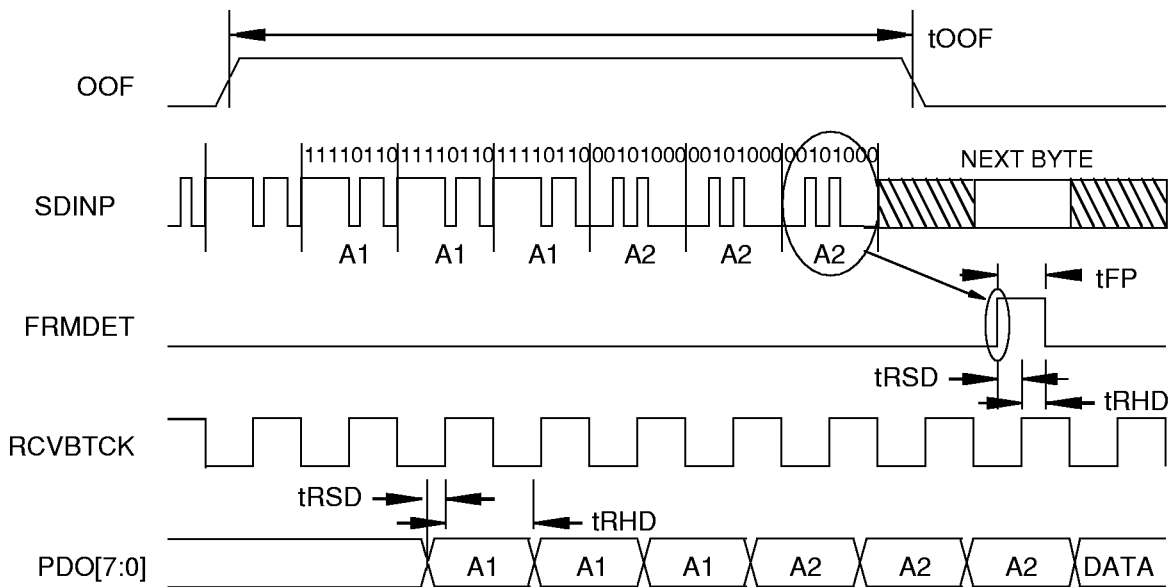 tOOF
OOF
11110110 11110110 11110110 00101000 00101000 00101000
NEXT BYTE
SDINP
A1 A1 A1 A2 A2 A2
tFP
FRMDET
tRSD
tRHD
RCVBTCK
tRSD
tRHD
PDO[7:0] A1 A1 A1 A2 A2 A2 DATA